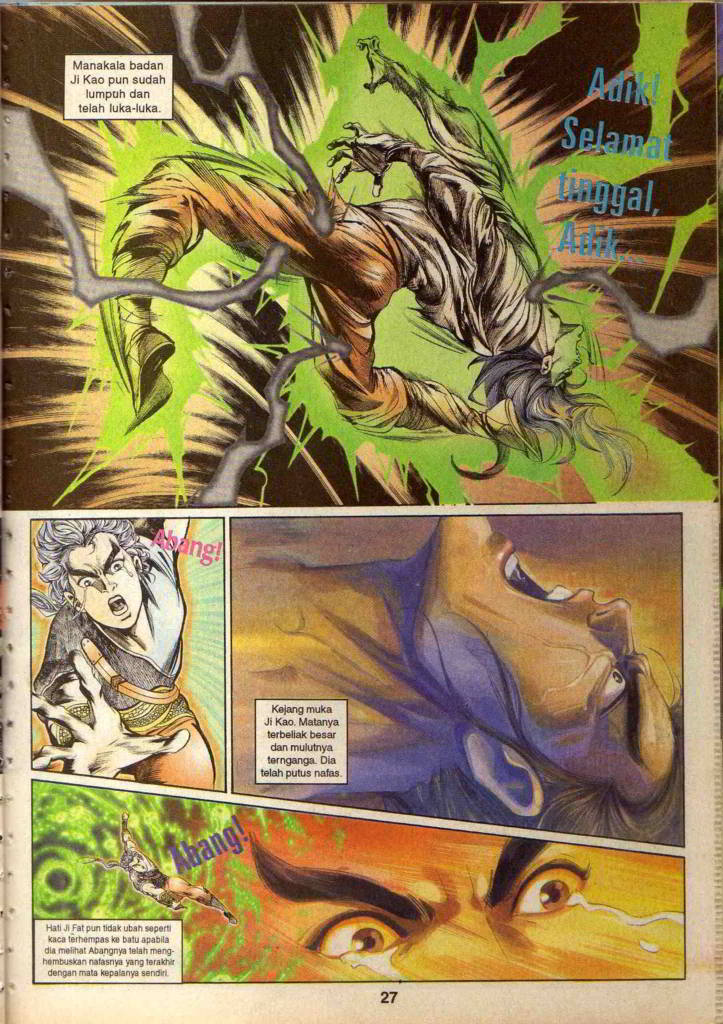 Manakala badan
Ji Kao pun sudah
lumpuh dan
telah luka-luka.
Adik!
Selamat
tinggal,
Adik...
Abang!
Kejang muka
Ji Kao. Matanya
terbeliak besar
dan mulutnya
ternganga. Dia
telah putus nafas.
Abang!
Hati Ji Fat pun tidak ubah seperti
kaca terhempas ke batu apabila
dia melihat Abangnya telah meng-
hembuskan nafasnya yang terakhir
dengan mata kepalanya sendiri.
27